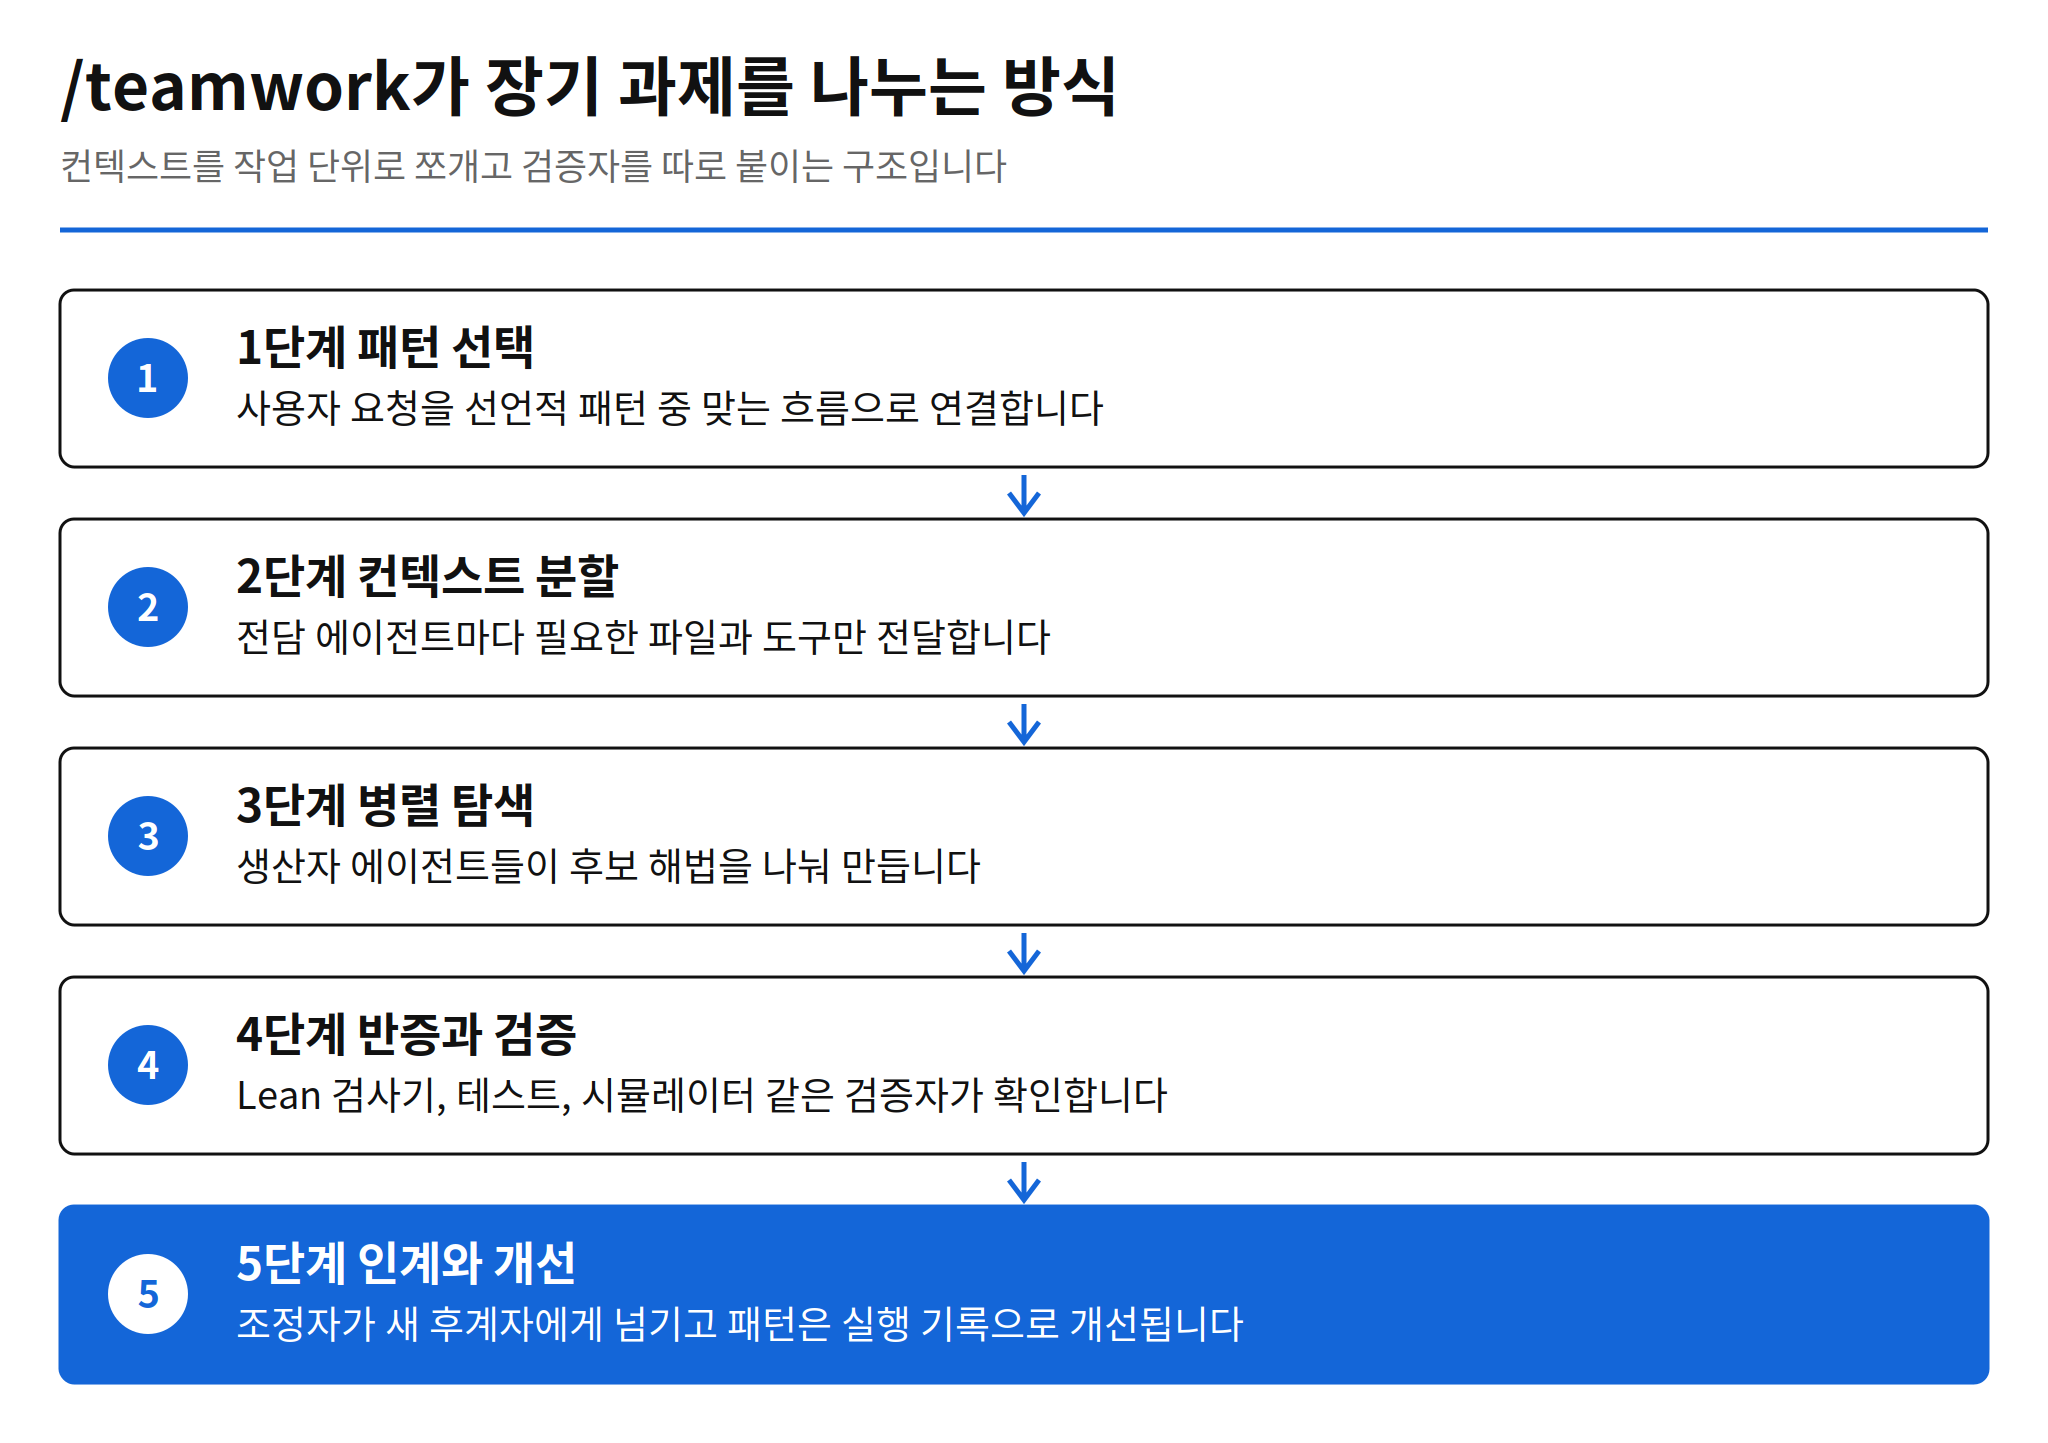 /teamwork가 장기 과제를 나누는 방식
컨텍스트를 작업 단위로 쪼개고 검증자를 따로 붙이는 구조입니다
1
1단계 패턴 선택
사용자 요청을 선언적 패턴 중 맞는 흐름으로 연결합니다
2
2단계 컨텍스트 분할
전담 에이전트마다 필요한 파일과 도구만 전달합니다
3
3단계 병렬 탐색
생산자 에이전트들이 후보 해법을 나눠 만듭니다
4
4단계 반증과 검증
Lean 검사기, 테스트, 시뮬레이터 같은 검증자가 확인합니다
5
5단계 인계와 개선
조정자가 새 후계자에게 넘기고 패턴은 실행 기록으로 개선됩니다